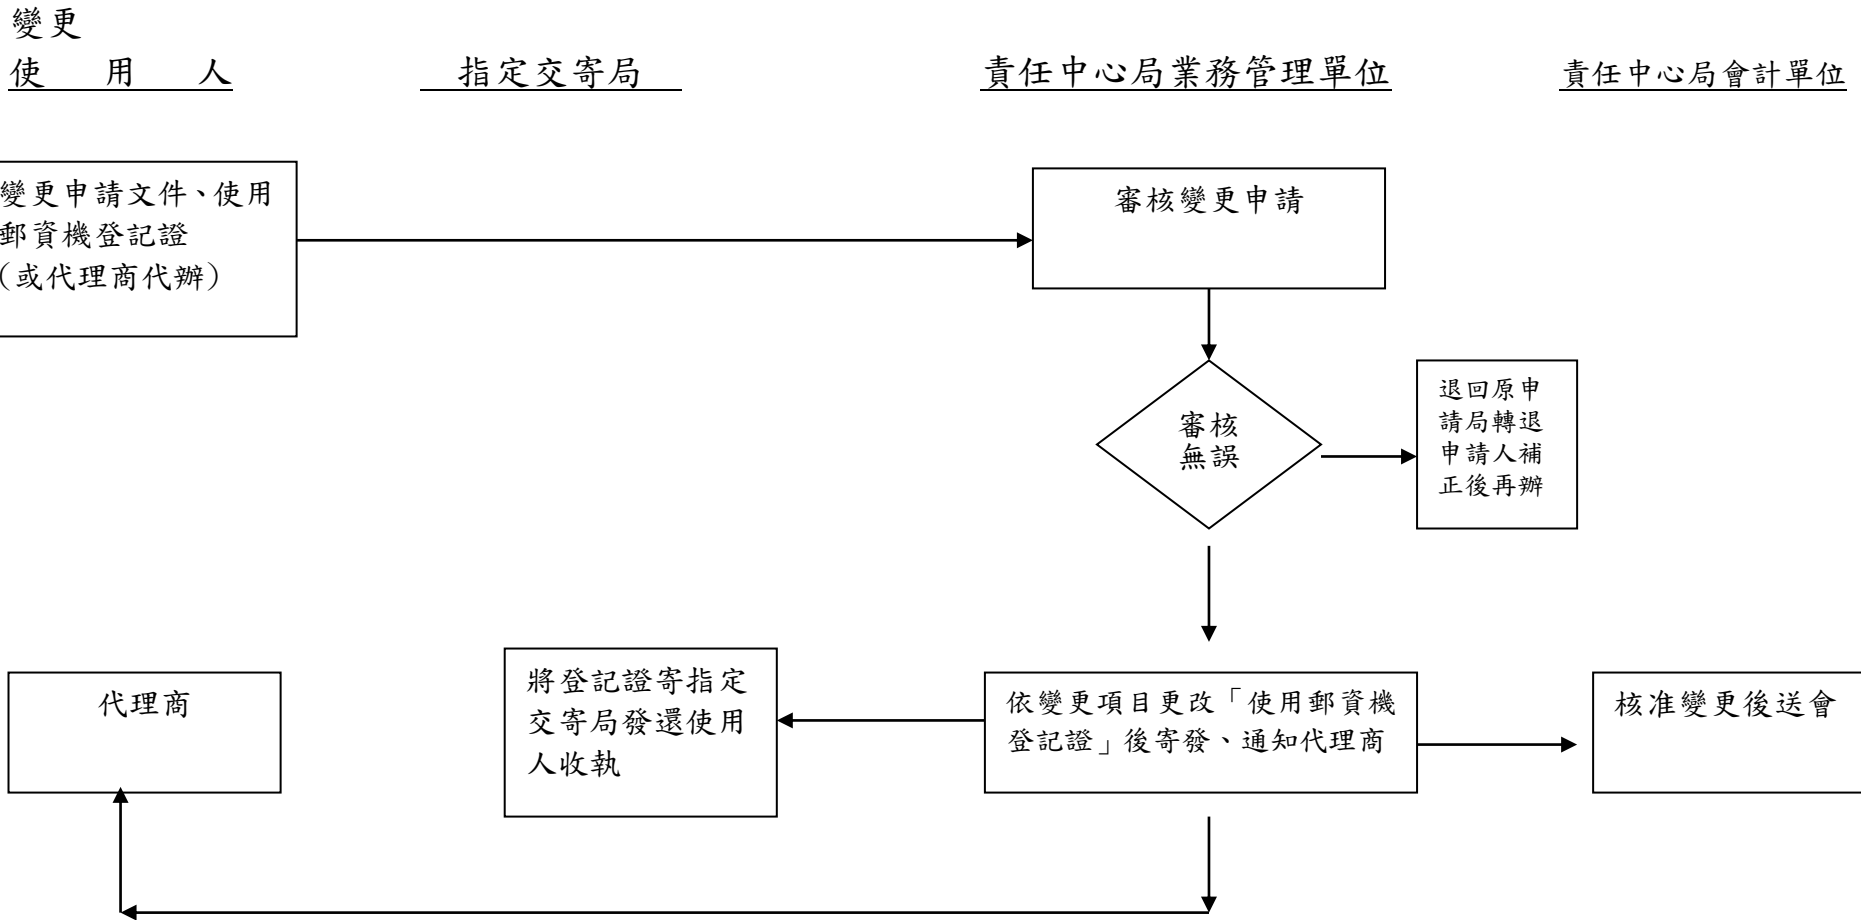 變更
使 用 人 指定交寄局 責任中心局業務管理單位 責任中心局會計單位
變更申請文件、使用
郵資機登記證
（或代理商代辦）
審核變更申請
審核
無誤
退回原申
請局轉退
申請人補
正後再辦
代理商
將登記證寄指定
交寄局發還使用
人收執
依變更項目更改「使用郵資機
登記證」後寄發、通知代理商
核准變更後送會